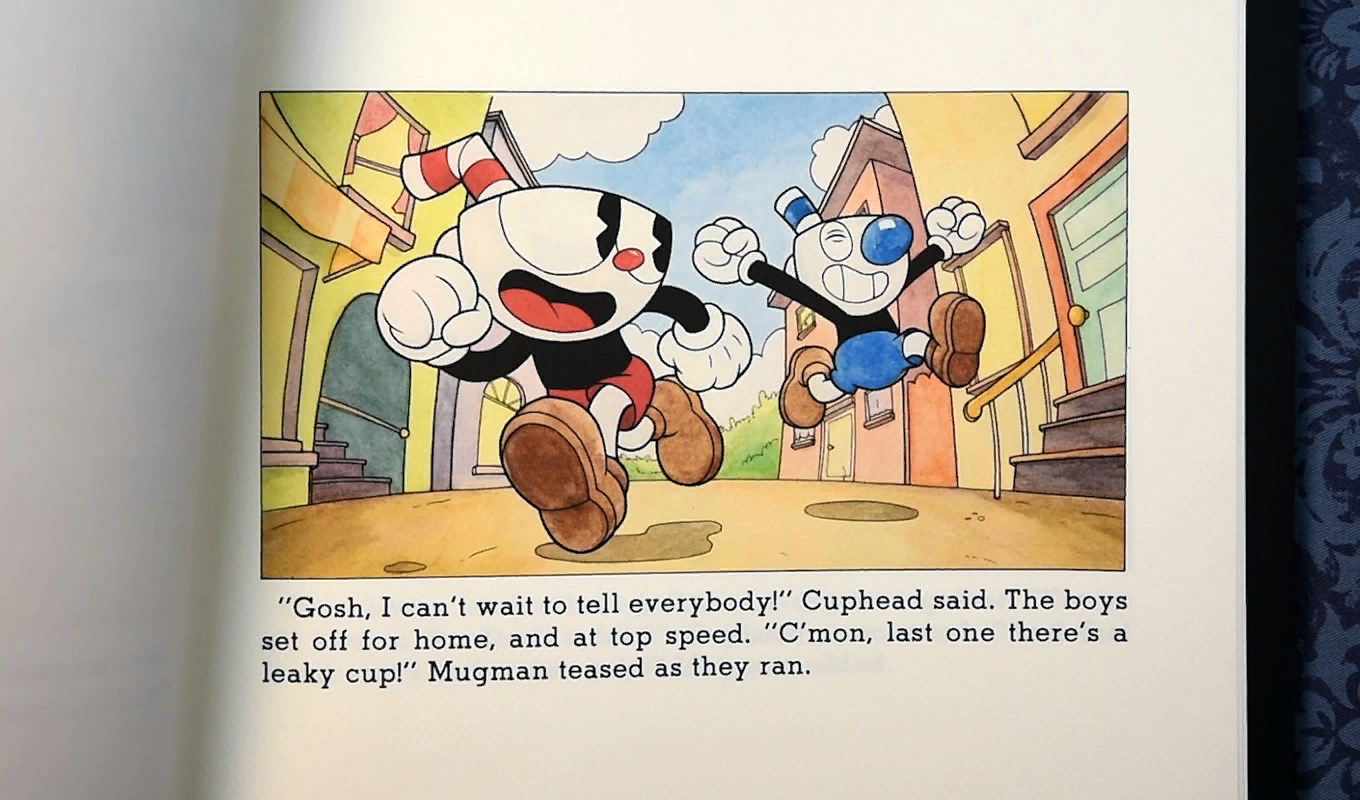 "Gosh, I can't wait to tell everybody!" Cuphead said. The boys
set off for home, and at top speed. "C'mon, last one there's a
leaky cup!" Mugman teased as they ran.